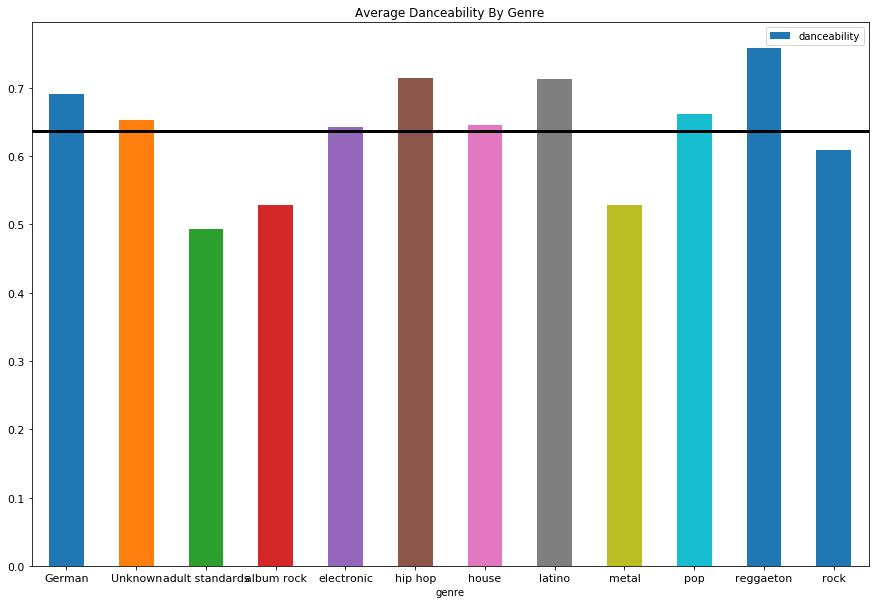 Average Danceability By Genre
danceability
0.7
0.6
0.5
0.4
0.3
0.2
0.1
0.0
German Unknown adult standards album rock electronic hip hop house latino metal pop reggaeton rock
genre